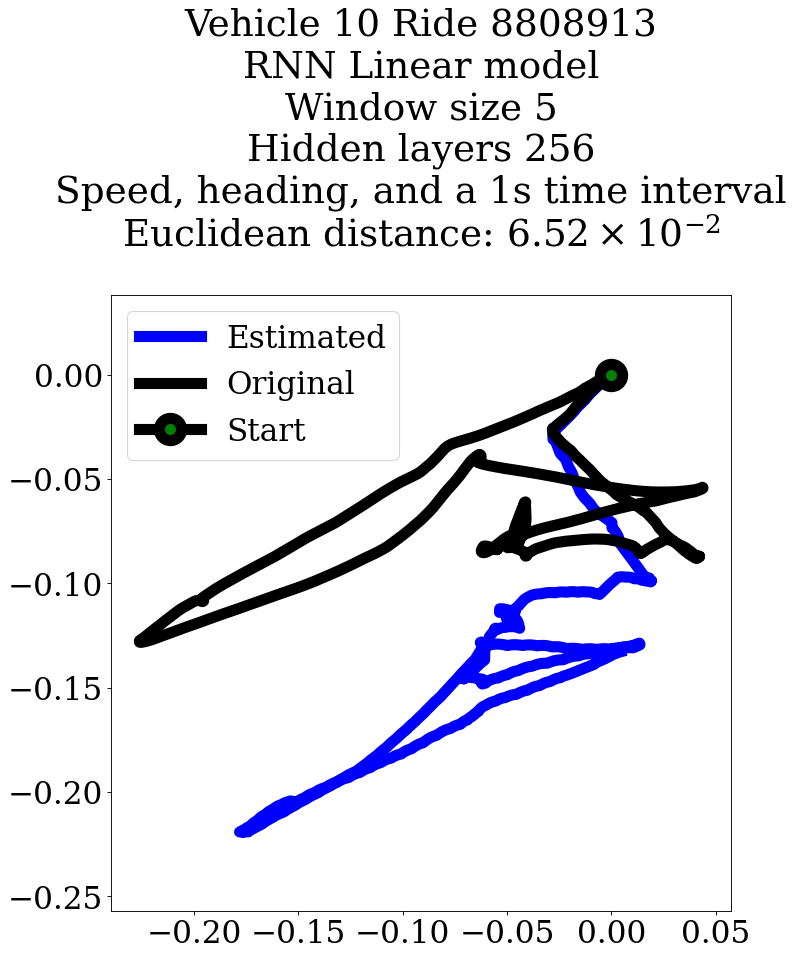 Vehicle 10 Ride 8808913
RNN Linear model
Window size 5
Hidden layers 256
Speed, heading, and a 1s time interval
Euclidean distance: 6.52 × 10⁻²
Estimated
Original
Start
0.00
−0.05
−0.10
−0.15
−0.20
−0.25
−0.20 −0.15 −0.10 −0.05 0.00 0.05